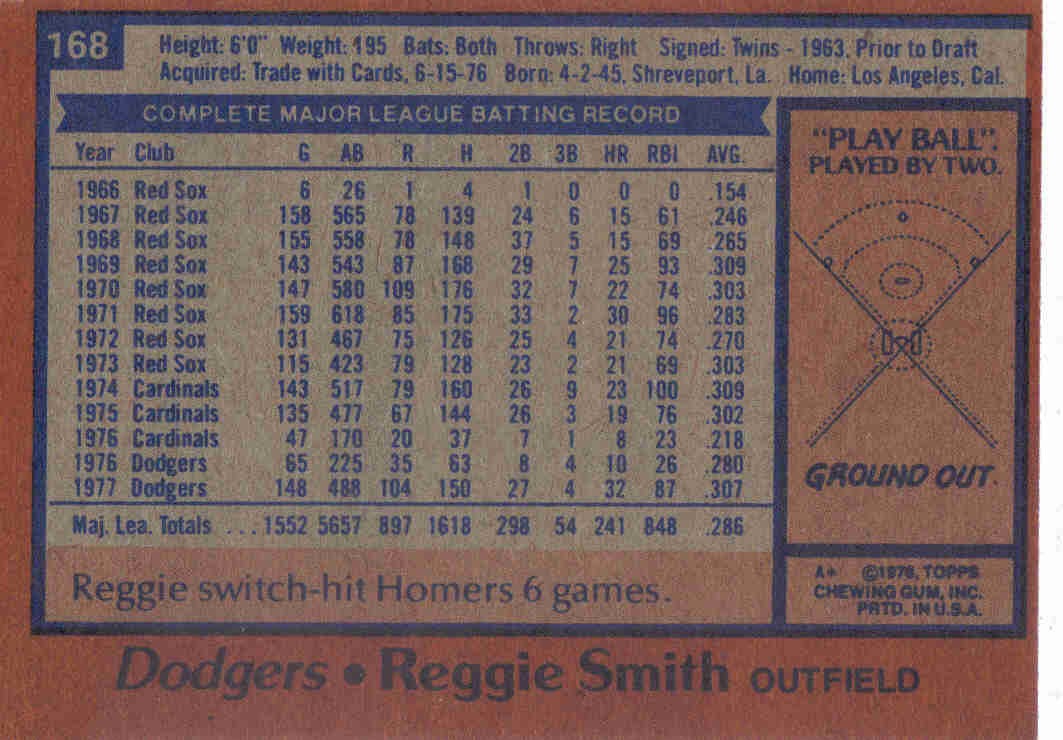 168
Height: 6'0" Weight: 195 Bats: Both Throws: Right Signed: Twins - 1963, Prior to Draft
Acquired: Trade with Cards, 6-15-76 Born: 4-2-45, Shreveport, La. Home: Los Angeles, Cal.
COMPLETE MAJOR LEAGUE BATTING RECORD
Year Club G AB R H 2B 3B HR RBI AVG.
1966 Red Sox 6 26 1 4 1 0 0 0 .154
1967 Red Sox 158 565 78 139 24 6 15 61 .246
1968 Red Sox 155 558 78 148 37 5 15 69 .265
1969 Red Sox 143 543 87 168 29 7 25 93 .309
1970 Red Sox 147 580 109 176 32 7 22 74 .303
1971 Red Sox 159 618 85 175 33 2 30 96 .283
1972 Red Sox 131 467 75 126 25 4 21 74 .270
1973 Red Sox 115 423 79 128 23 2 21 69 .303
1974 Cardinals 143 517 79 160 26 9 23 100 .309
1975 Cardinals 135 477 67 144 26 3 19 76 .302
1976 Cardinals 47 170 20 37 7 1 8 23 .218
1976 Dodgers 65 225 35 63 8 4 10 26 .280
1977 Dodgers 148 488 104 150 27 4 32 87 .307
Maj. Lea. Totals ... 1552 5657 897 1618 298 54 241 848 .286
Reggie switch-hit Homers 6 games.
"PLAY BALL".
PLAYED BY TWO.
GROUND OUT.
A+ ©1978, TOPPS
CHEWING GUM, INC.
PRTD. IN U.S.A.
Dodgers • Reggie Smith OUTFIELD